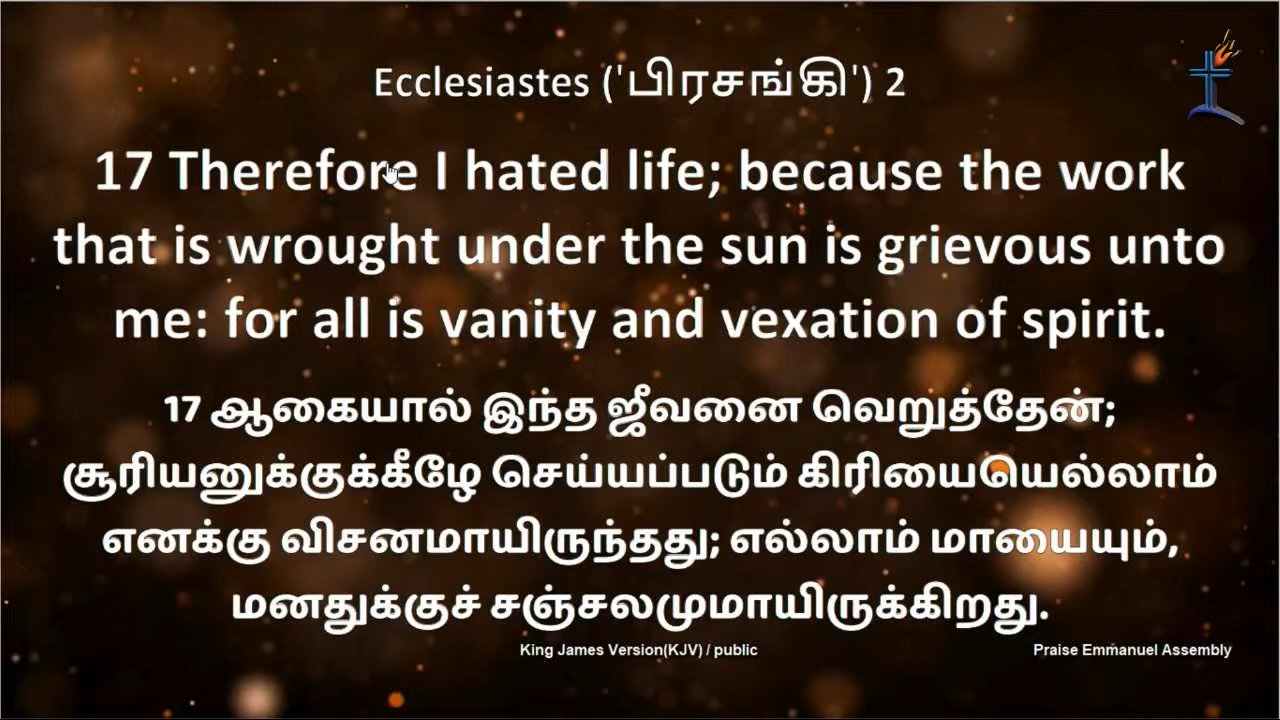 Ecclesiastes ('பிரசங்கி') 2
17 Therefore I hated life; because the work
that is wrought under the sun is grievous unto
me: for all is vanity and vexation of spirit.
17 ஆகையால் இந்த ஜீவனை வெறுத்தேன்;
சூரியனுக்குக்கீழே செய்யப்படும் கிரியையெல்லாம்
எனக்கு விசனமாயிருந்தது; எல்லாம் மாயையும்,
மனதுக்குச் சஞ்சலமுமாயிருக்கிறது.
King James Version(KJV) / public
Praise Emmanuel Assembly